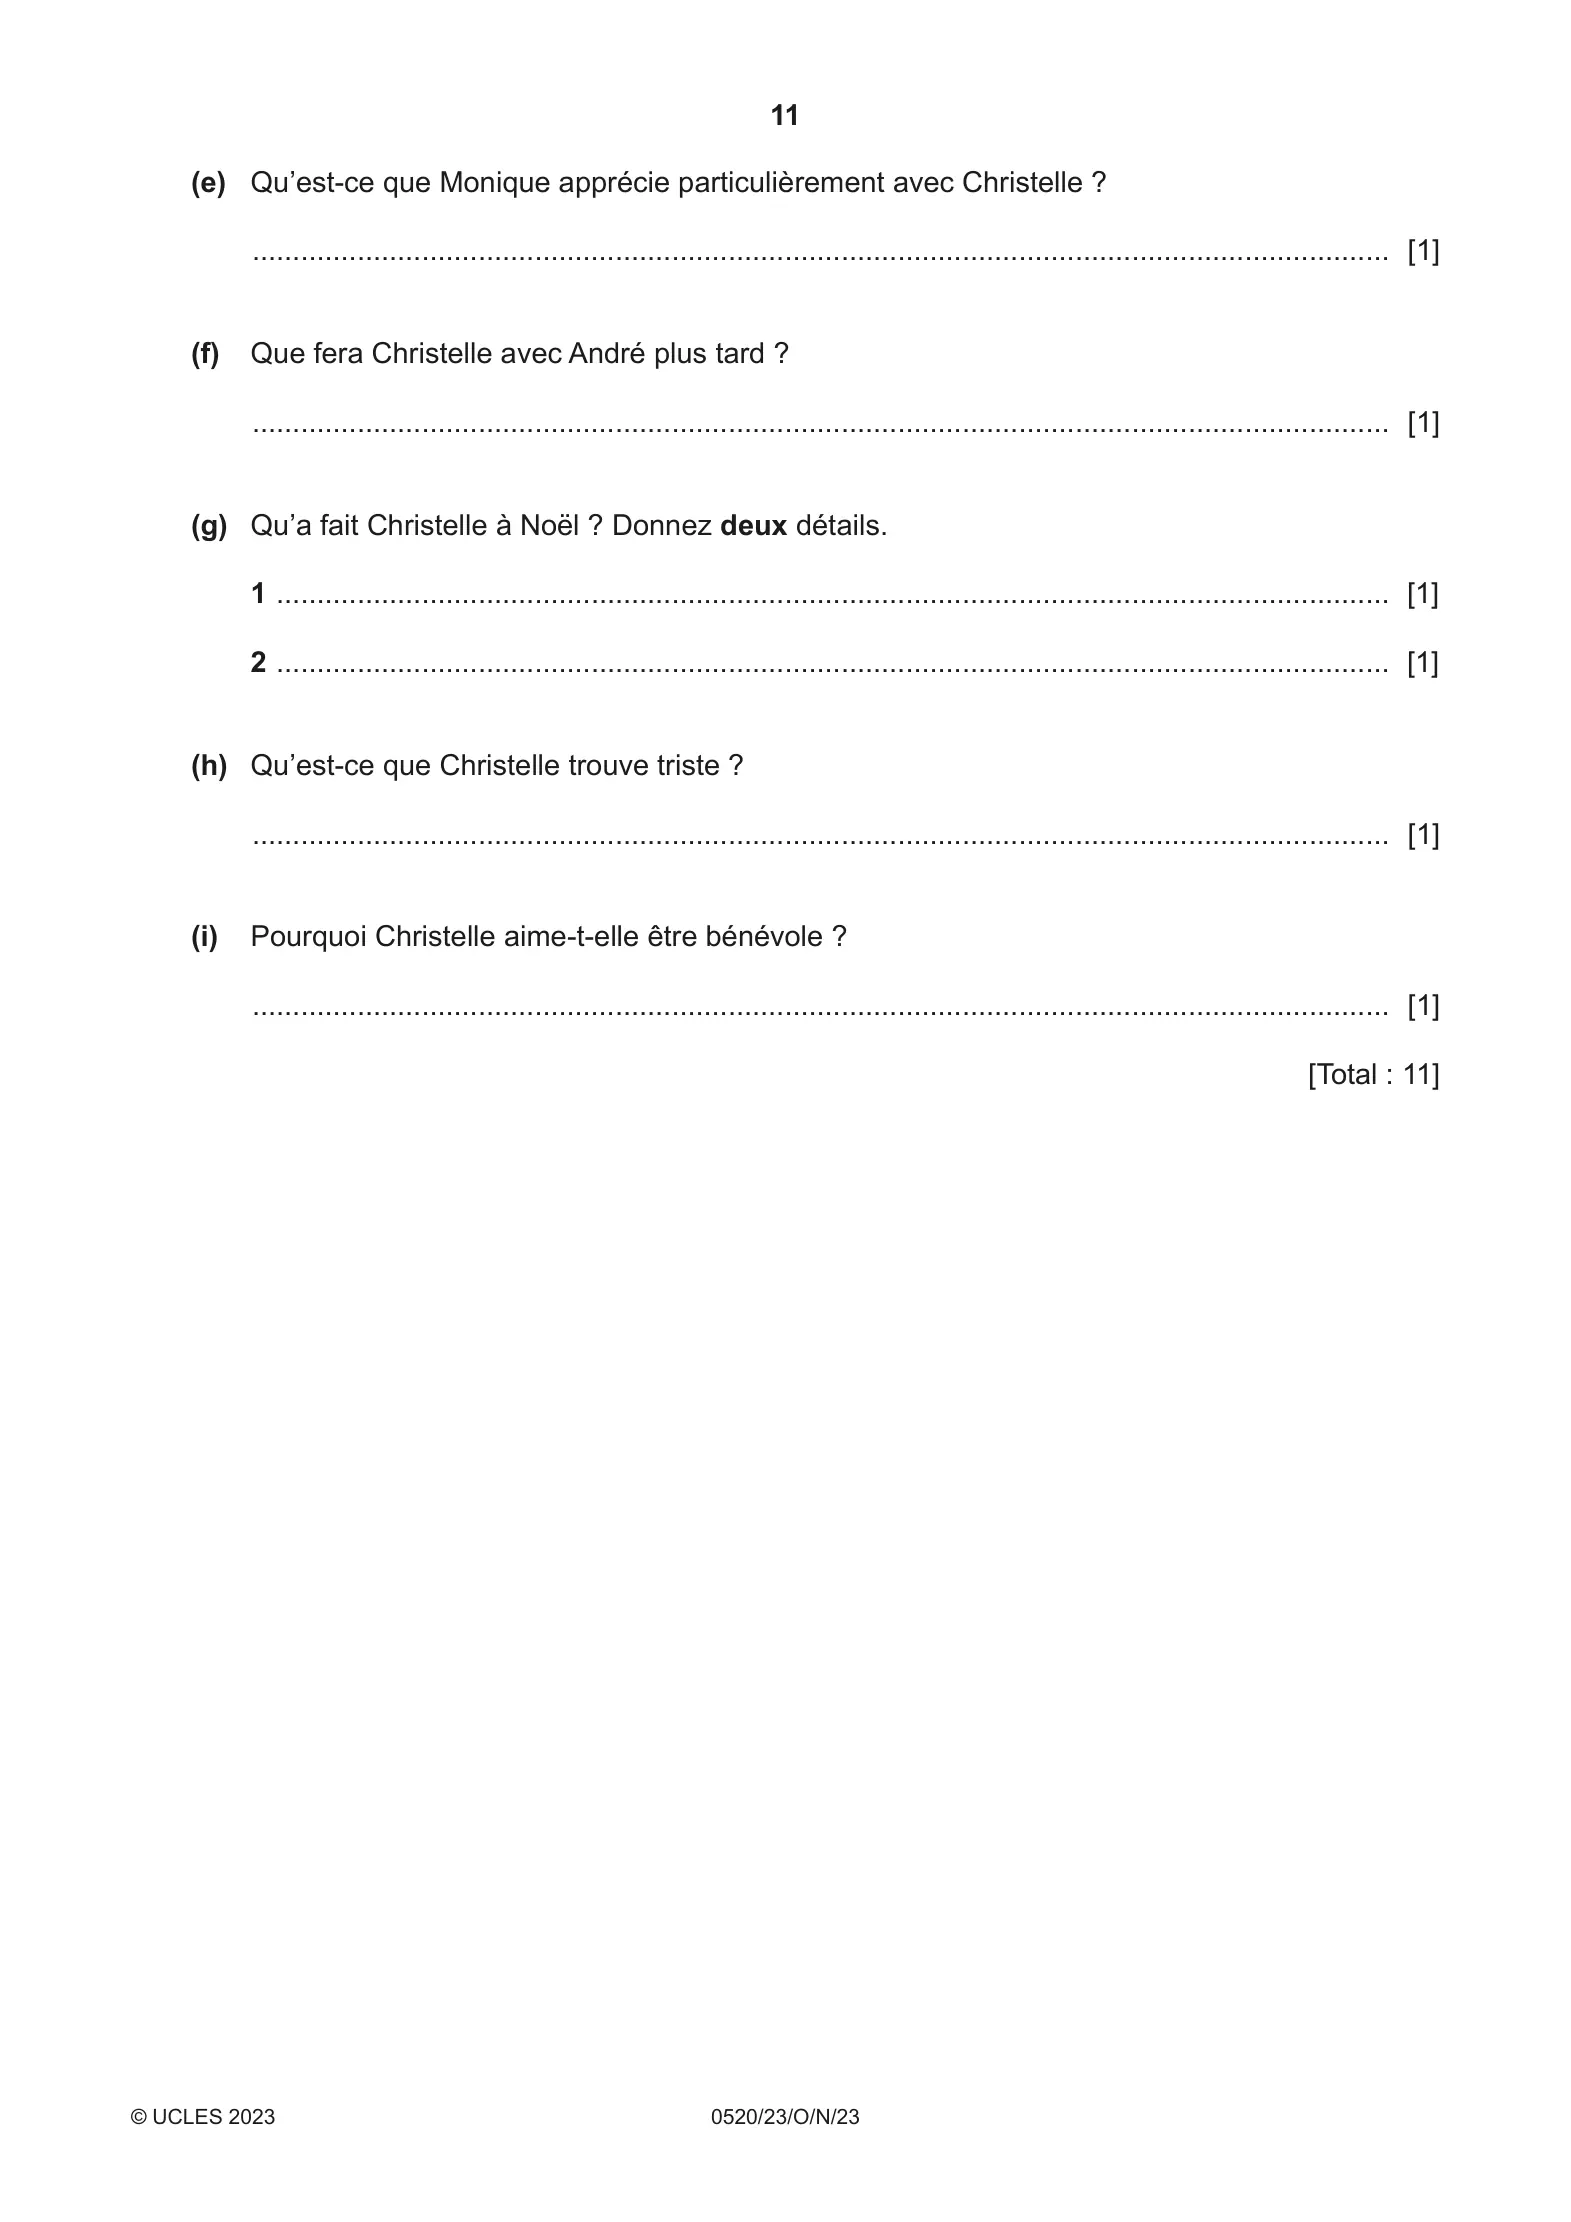 11
(e) Qu’est-ce que Monique apprécie particulièrement avec Christelle ?
............................................................................................................................................ [1]
(f) Que fera Christelle avec André plus tard ?
............................................................................................................................................ [1]
(g) Qu’a fait Christelle à Noël ? Donnez deux détails.
1 ......................................................................................................................................... [1]
2 ......................................................................................................................................... [1]
(h) Qu’est-ce que Christelle trouve triste ?
............................................................................................................................................ [1]
(i) Pourquoi Christelle aime-t-elle être bénévole ?
............................................................................................................................................ [1]
[Total : 11]
© UCLES 2023 0520/23/O/N/23